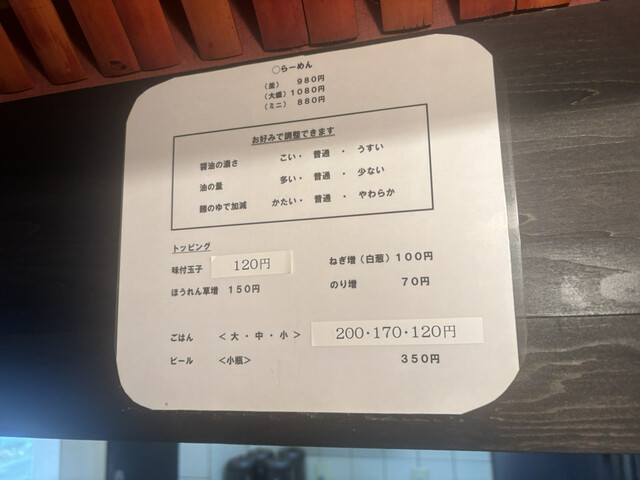 ○らーめん
（並） 980円
（大盛）1080円
（ミニ） 880円
お好みで調整できます
醤油の濃さ こい・ 普通 ・ うすい
油の量 多い・ 普通 ・ 少ない
麺のゆで加減 かたい・ 普通 ・ やわらか
トッピング
味付玉子 120円 ねぎ増（白葱）100円
ほうれん草増 150円 のり増 70円
ごはん ＜大・中・小＞ 200・170・120円
ビール ＜小瓶＞ 350円